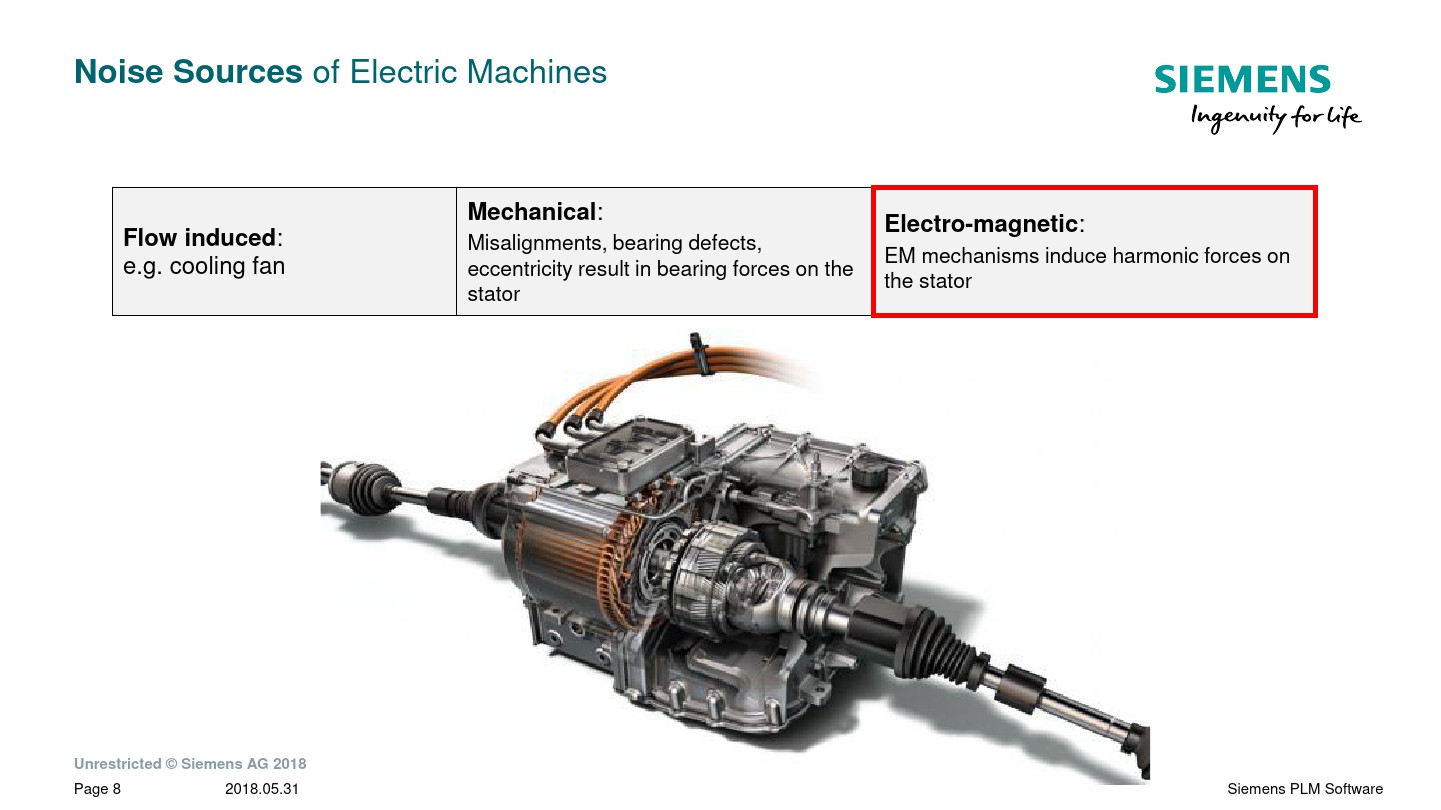 Noise Sources of Electric Machines
SIEMENS
Ingenuity for life
Flow induced:
e.g. cooling fan
Mechanical:
Misalignments, bearing defects,
eccentricity result in bearing forces on the
stator
Electro-magnetic:
EM mechanisms induce harmonic forces on
the stator
Unrestricted © Siemens AG 2018
Page 8
2018.05.31
Siemens PLM Software